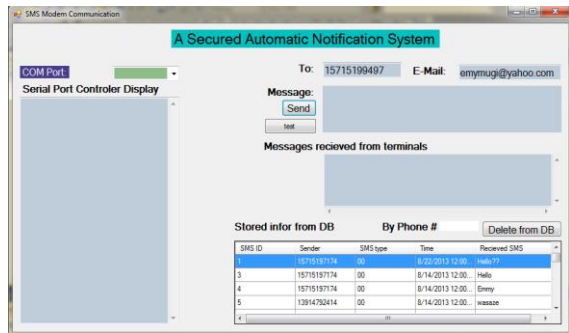 SMS Modem Communication
A Secured Automatic Notification System
COM Port:
To: 15715199497 E-Mail: emymugi@yahoo.com
Serial Port Controler Display
Message:
Send
test
Messages recieved from terminals
Stored infor from DB By Phone # Delete from DB
SMS ID Sender SMS type Time Recieved SMS
1 15715197174 00 8/22/2013 12:00... Hello??
3 15715197174 00 8/14/2013 12:00... Hello
4 15715197174 00 8/14/2013 12:00... Emmy
5 13914792414 00 8/14/2013 12:00... wasaze